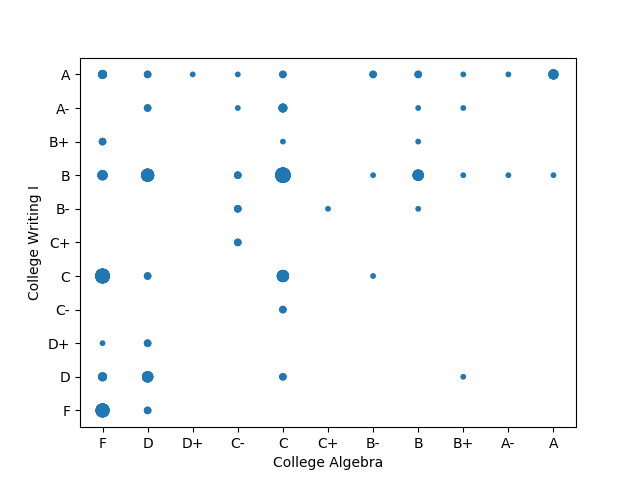 College Writing I
A
A-
B+
B
B-
C+
C
C-
D+
D
F
F D D+ C- C C+ B- B B+ A- A
College Algebra